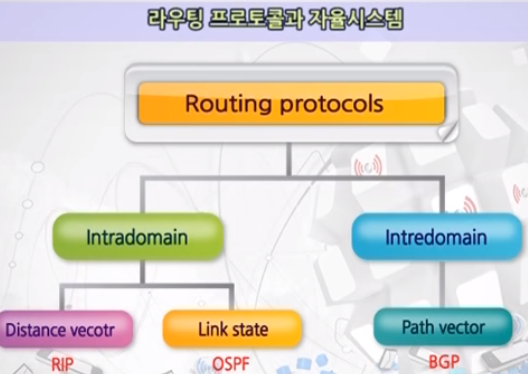 라우팅 프로토콜과 자율시스템
Routing protocols
Intradomain
Intredomain
Distance vecotr
Link state
Path vector
RIP
OSPF
BGP